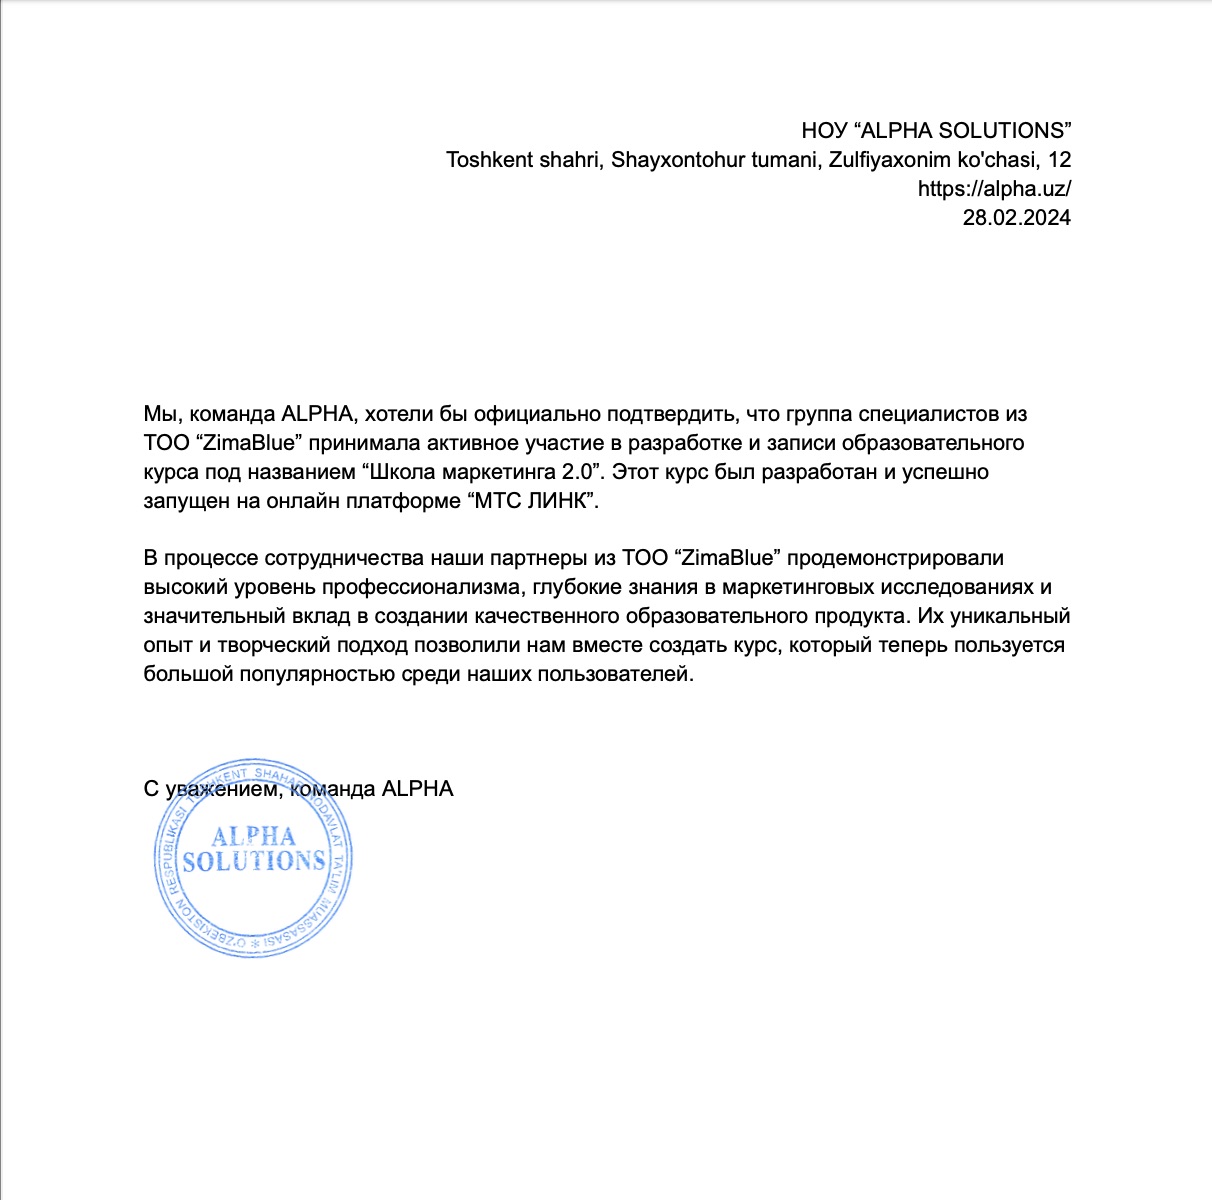 НОУ “ALPHA SOLUTIONS”
Toshkent shahri, Shayxontohur tumani, Zulfiyaxonim ko'chasi, 12
https://alpha.uz/
28.02.2024
Мы, команда ALPHA, хотели бы официально подтвердить, что группа специалистов из
ТОО “ZimaBlue” принимала активное участие в разработке и записи образовательного
курса под названием “Школа маркетинга 2.0”. Этот курс был разработан и успешно
запущен на онлайн платформе “МТС ЛИНК”.
В процессе сотрудничества наши партнеры из ТОО “ZimaBlue” продемонстрировали
высокий уровень профессионализма, глубокие знания в маркетинговых исследованиях и
значительный вклад в создании качественного образовательного продукта. Их уникальный
опыт и творческий подход позволили нам вместе создать курс, который теперь пользуется
большой популярностью среди наших пользователей.
С уважением, команда ALPHA
O'ZBEKISTON RESPUBLIKASI TOSHKENT SHAHAR NODAVLAT TA'LIM MUASSASASI *
ALPHA
SOLUTIONS